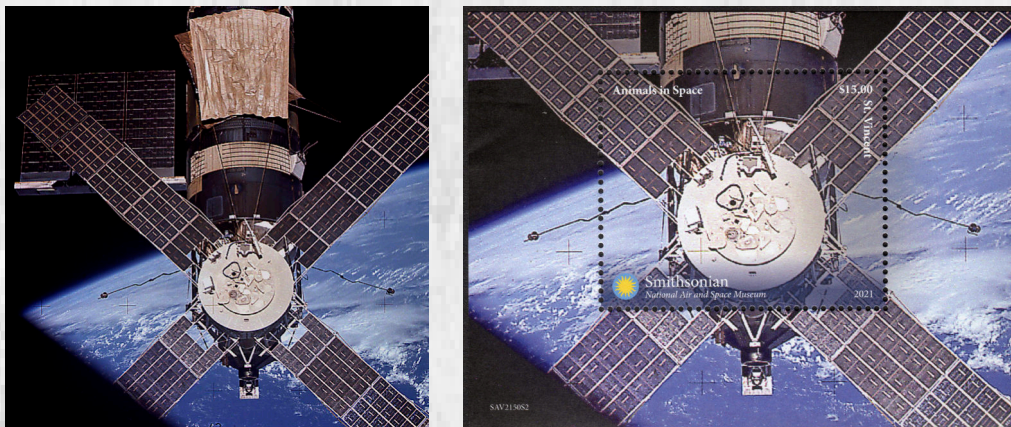 Animals in Space
$15.00
St. Vincent
Smithsonian
National Air and Space Museum
2021
SAV2150S2